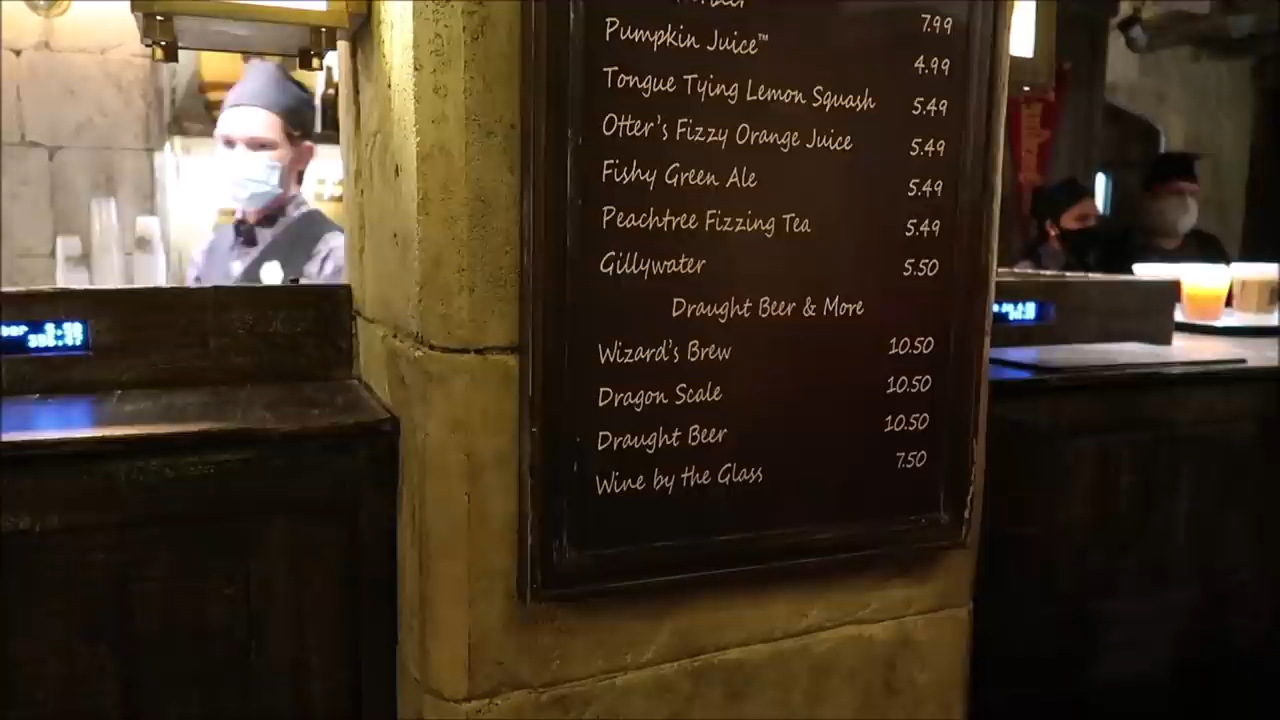 7.99
Pumpkin Juice™ 4.99
Tongue Tying Lemon Squash 5.49
Otter's Fizzy Orange Juice 5.49
Fishy Green Ale 5.49
Peachtree Fizzing Tea 5.49
Gillywater 5.50
Draught Beer & More
Wizard's Brew 10.50
Dragon Scale 10.50
Draught Beer 10.50
Wine by the Glass 7.50